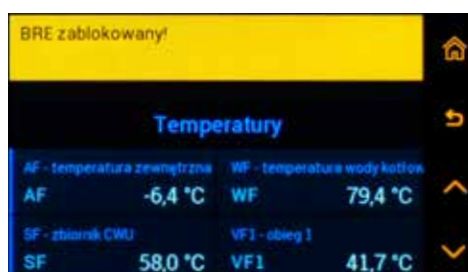 BRE zablokowany!
Temperatury
AF - temperatura zewnętrzna WF - temperatura wody kotłow
AF -6,4 °C WF 79,4 °C
SF - zbiornik CWU VF1 - obieg 1
SF 58,0 °C VF1 41,7 °C